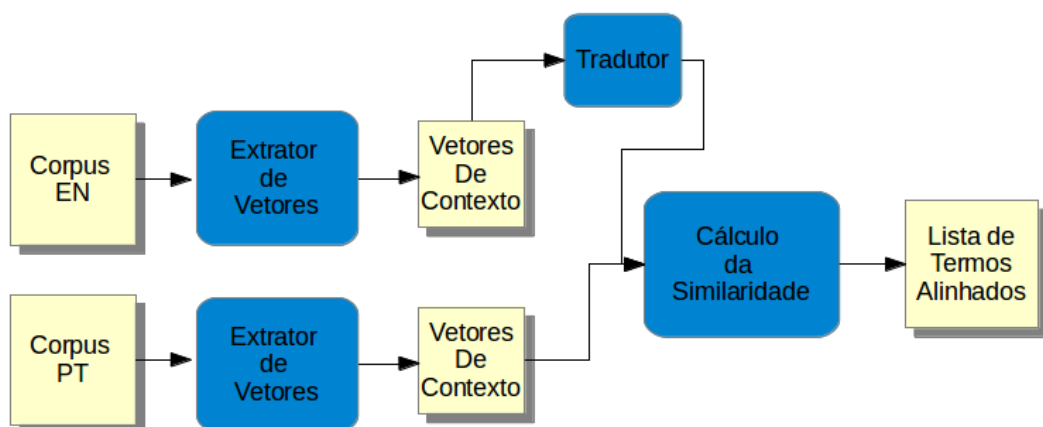 Tradutor
Corpus
EN
Extrator
de
Vetores
Vetores
De
Contexto
Cálculo
da
Similaridade
Lista de
Termos
Alinhados
Corpus
PT
Extrator
de
Vetores
Vetores
De
Contexto